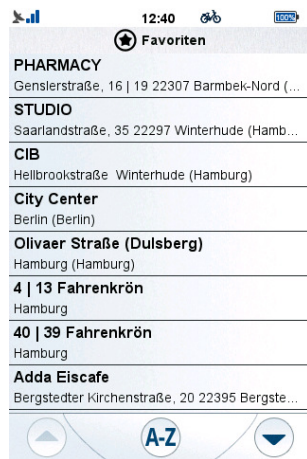 12:40 100%
Favoriten
PHARMACY
Genslerstraße, 16 | 19 22307 Barmbek-Nord (...
STUDIO
Saarlandstraße, 35 22297 Winterhude (Hamb...
CIB
Hellbrookstraße Winterhude (Hamburg)
City Center
Berlin (Berlin)
Olivaer Straße (Dulsberg)
Hamburg (Hamburg)
4 | 13 Fahrenkrön
Hamburg
40 | 39 Fahrenkrön
Hamburg
Adda Eiscafe
Bergstedter Kirchenstraße, 20 22395 Bergste...
A-Z